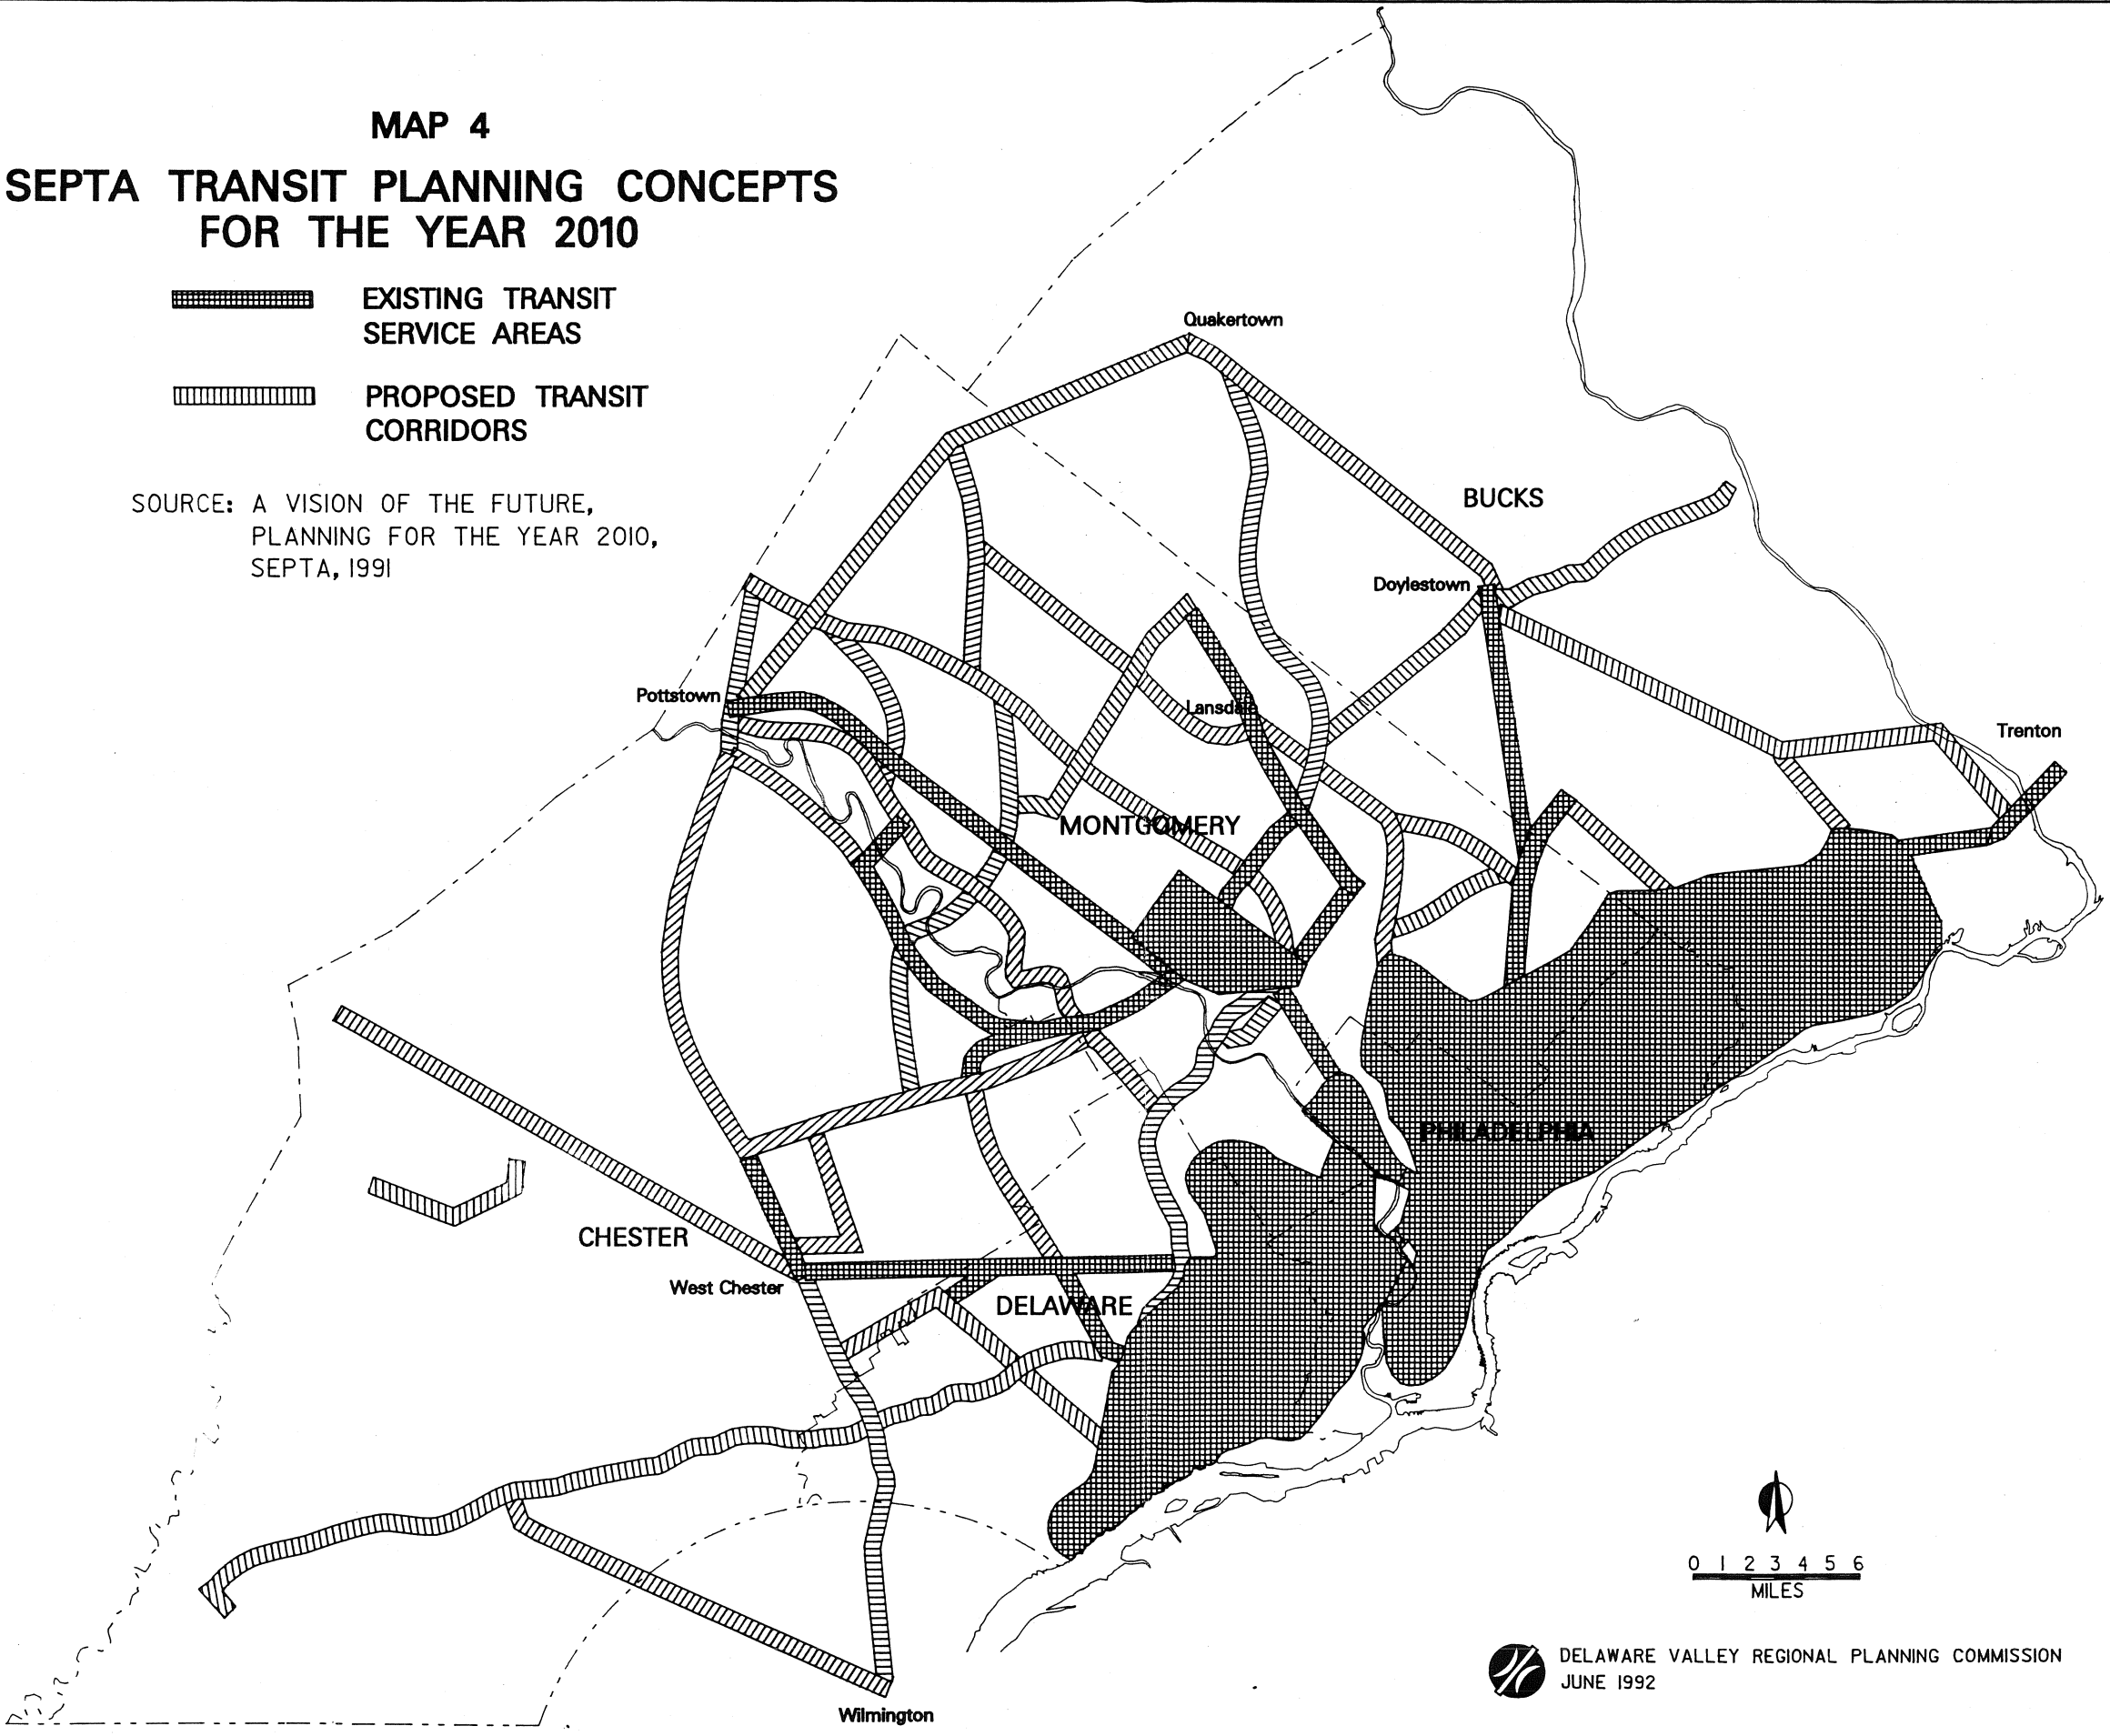 MAP 4
SEPTA TRANSIT PLANNING CONCEPTS
FOR THE YEAR 2010
EXISTING TRANSIT
SERVICE AREAS
PROPOSED TRANSIT
CORRIDORS
SOURCE: A VISION OF THE FUTURE,
PLANNING FOR THE YEAR 2010,
SEPTA, 1991
Quakertown
BUCKS
Doylestown
Pottstown
Lansdale
Trenton
MONTGOMERY
PHILADELPHIA
CHESTER
West Chester
DELAWARE
Wilmington
0 1 2 3 4 5 6
MILES
DELAWARE VALLEY REGIONAL PLANNING COMMISSION
JUNE 1992